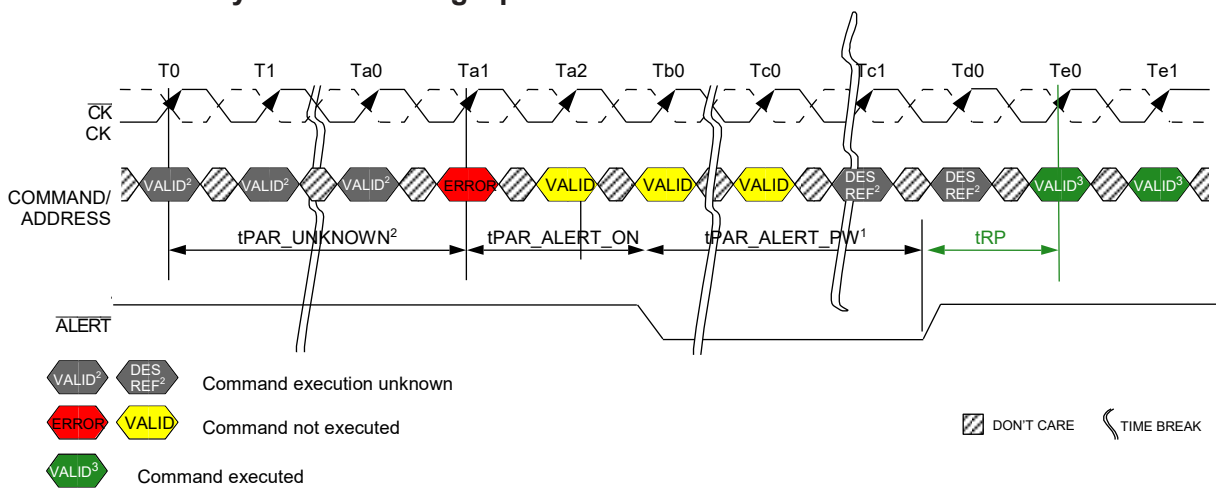 T0 T1 Ta0 Ta1 Ta2 Tb0 Tc0 Tc1 Td0 Te0 Te1
CK
CK
COMMAND/
ADDRESS
VALID² VALID² VALID² ERROR VALID VALID VALID DES REF² DES REF² VALID³ VALID³
tPAR_UNKNOWN² tPAR_ALERT_ON tPAR_ALERT_PW¹ tRP
ALERT
VALID² DES REF² Command execution unknown
ERROR VALID Command not executed
DON'T CARE TIME BREAK
VALID³ Command executed